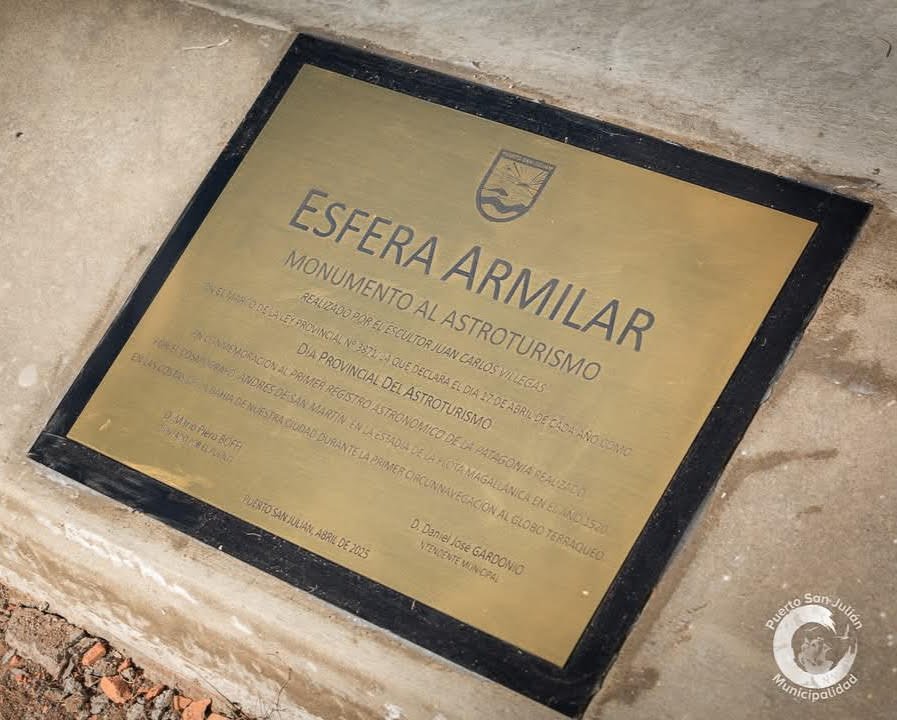 PUERTO SAN JULIÁN
ESFERA ARMILAR
MONUMENTO AL ASTROTURISMO
REALIZADO POR EL ESCULTOR JUAN CARLOS VILLEGAS
EN EL MARCO DE LA LEY PROVINCIAL Nº QUE DECLARA EL DIA 17 DE ABRIL DE CADA AÑO COMO
DIA PROVINCIAL DEL ASTROTURISMO
EN CONMEMORACION AL PRIMER REGISTRO ASTRONOMICO DE LA PATAGONIA REALIZADO
POR EL COSMOGRAFO ANDRES DE SAN MARTIN EN LA ESTADIA DE LA FLOTA MAGALLANICA EN EL AÑO 1520
EN LAS COSTAS DE LA BAHIA DE NUESTRA CIUDAD DURANTE LA PRIMER CIRCUNNAVEGACION AL GLOBO TERRAQUEO.
D. Mario Piero BOFFI
D. Daniel José GARDONIO
INTENDENTE MUNICIPAL
PUERTO SAN JULIAN, ABRIL DE 2025
Puerto San Julián
Municipalidad